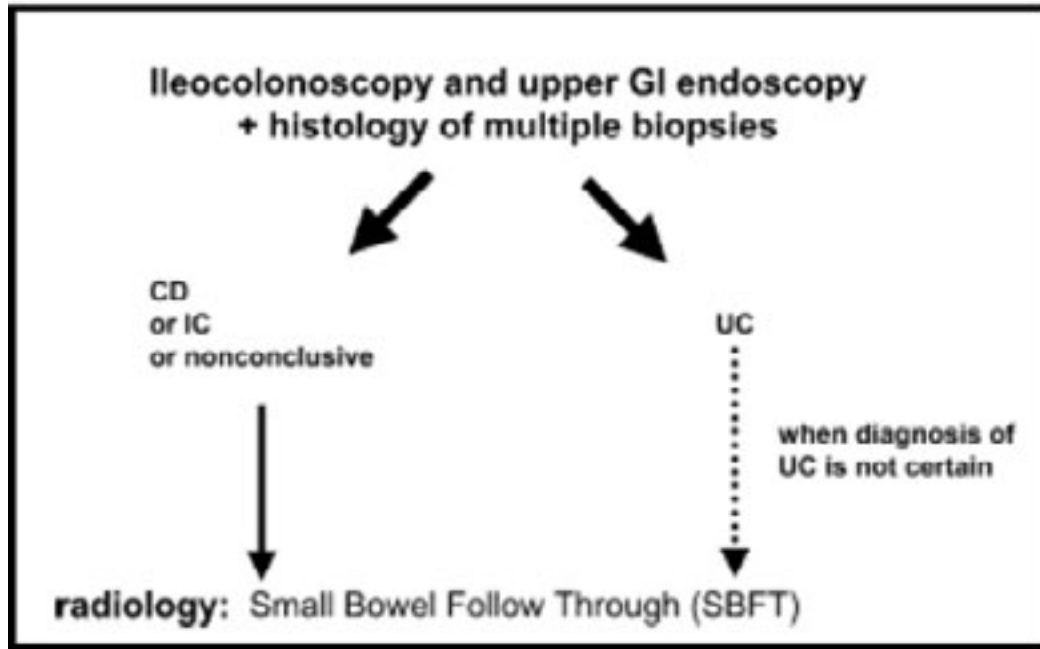 Ileocolonoscopy and upper GI endoscopy
+ histology of multiple biopsies
CD
or IC
or nonconclusive
UC
when diagnosis of
UC is not certain
radiology: Small Bowel Follow Through (SBFT)